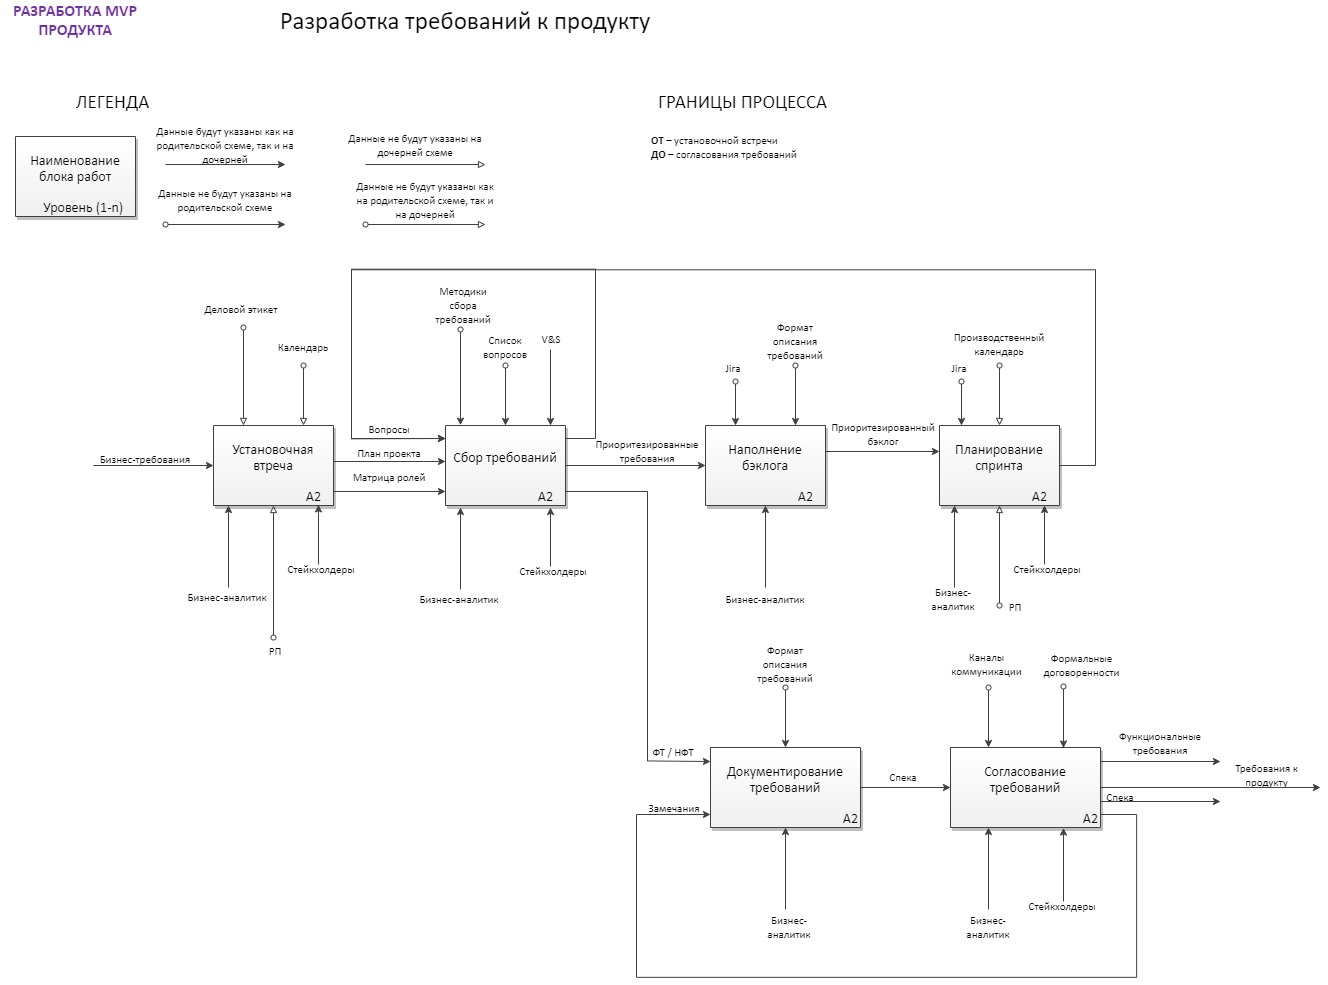 РАЗРАБОТКА MVP
ПРОДУКТА
Разработка требований к продукту
ЛЕГЕНДА
ГРАНИЦЫ ПРОЦЕССА
Наименование
блока работ
Уровень (1-n)
Данные будут указаны как на
родительской схеме, так и на
дочерней
Данные не будут указаны на
дочерней схеме
Данные не будут указаны на
родительской схеме
Данные не будут указаны как
на родительской схеме, так и
на дочерней
ОТ – установочной встречи
ДО – согласования требований
Деловой этикет
Календарь
Методики
сбора
требований
Список
вопросов
V&S
Jira
Формат
описания
требований
Jira
Производственный
календарь
Бизнес-требования
Установочная
втреча
A2
Вопросы
План проекта
Матрица ролей
Сбор требований
A2
Приоритезированные
требования
Наполнение
бэклога
A2
Приоритезированный
бэклог
Планирование
спринта
A2
Бизнес-аналитик
РП
Стейкхолдеры
Бизнес-аналитик
Стейкхолдеры
Бизнес-аналитик
Бизнес-
аналитик
РП
Стейкхолдеры
Формат
описания
требований
Каналы
коммуникации
Формальные
договоренности
ФТ / НФТ
Замечания
Документирование
требований
A2
Спека
Согласование
требований
A2
Функциональные
требования
Требования к
продукту
Спека
Бизнес-
аналитик
Бизнес-
аналитик
Стейкхолдеры